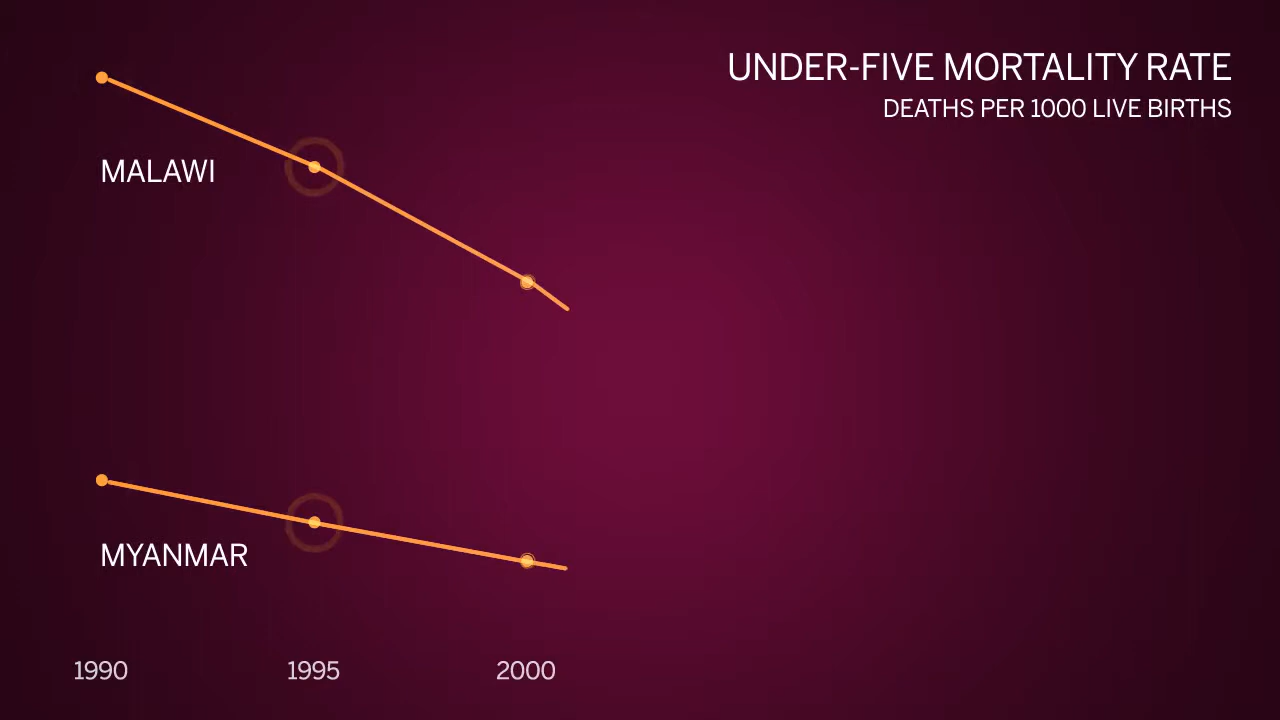 UNDER-FIVE MORTALITY RATE
DEATHS PER 1000 LIVE BIRTHS
MALAWI
MYANMAR
1990 1995 2000